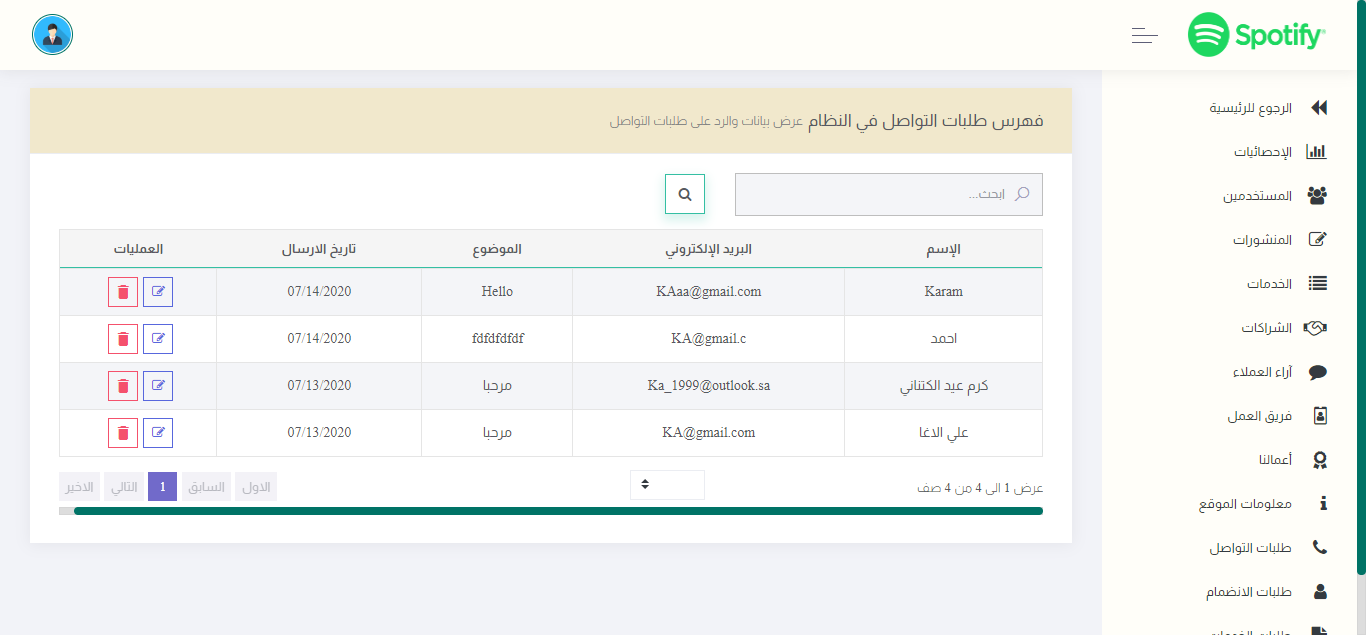 Spotify
الرجوع للرئيسية
الإحصائيات
المستخدمين
المنشورات
الخدمات
الشراكات
آراء العملاء
فريق العمل
أعمالنا
معلومات الموقع
طلبات التواصل
طلبات الانضمام
فهرس طلبات التواصل في النظام عرض بيانات والرد على طلبات التواصل
ابحث...
الإسم البريد الإلكتروني الموضوع تاريخ الارسال العمليات
Karam KAaa@gmail.com Hello 07/14/2020
احمد KA@gmail.c fdfdfdfdf 07/14/2020
كرم عيد الكتناني Ka_1999@outlook.sa مرحبا 07/13/2020
علي الاغا KA@gmail.com مرحبا 07/13/2020
عرض 1 الى 4 من 4 صف
الاول السابق 1 التالي الاخير